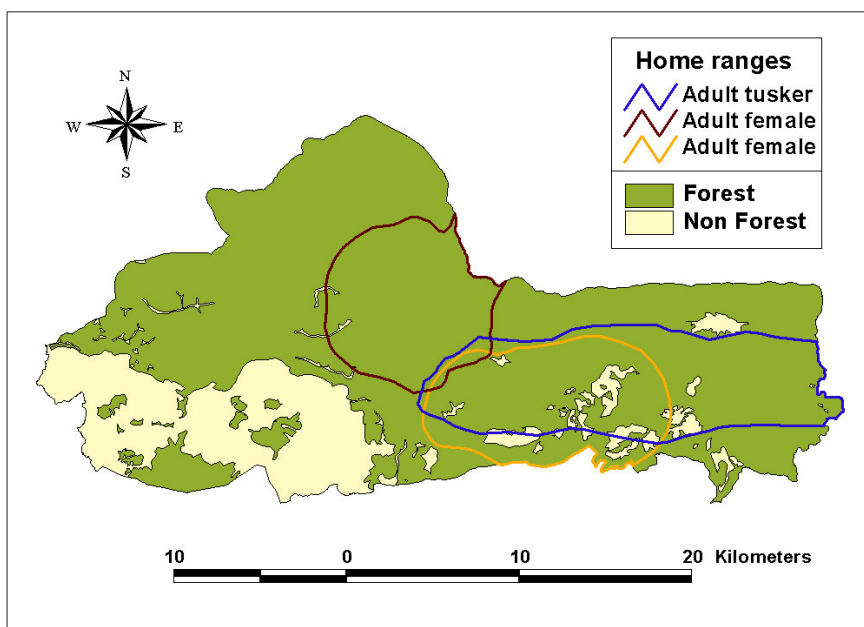 N
W E
S
Home ranges
Adult tusker
Adult female
Adult female
Forest
Non Forest
10 0 10 20 Kilometers